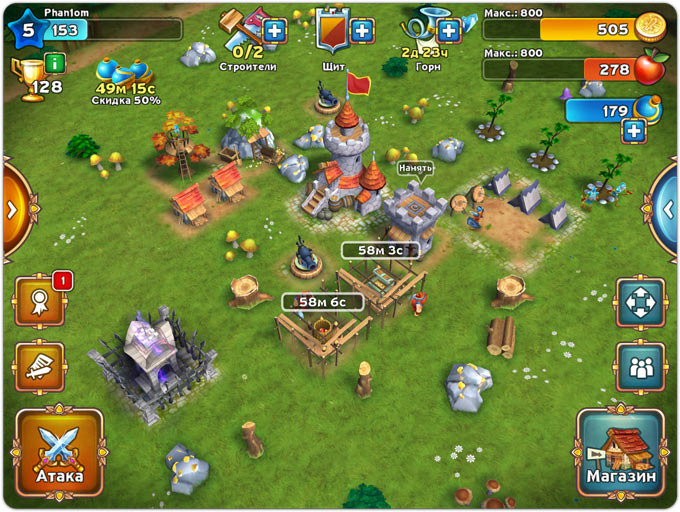 Phan1om
5
153
i
128
49м 15с
Скидка 50%
0/2
Строители
Щит
2д 23ч
Горн
Макс.: 800
505
Макс.: 800
278
179
Нанять
58м 3с
58м 6с
1
Атака
Магазин